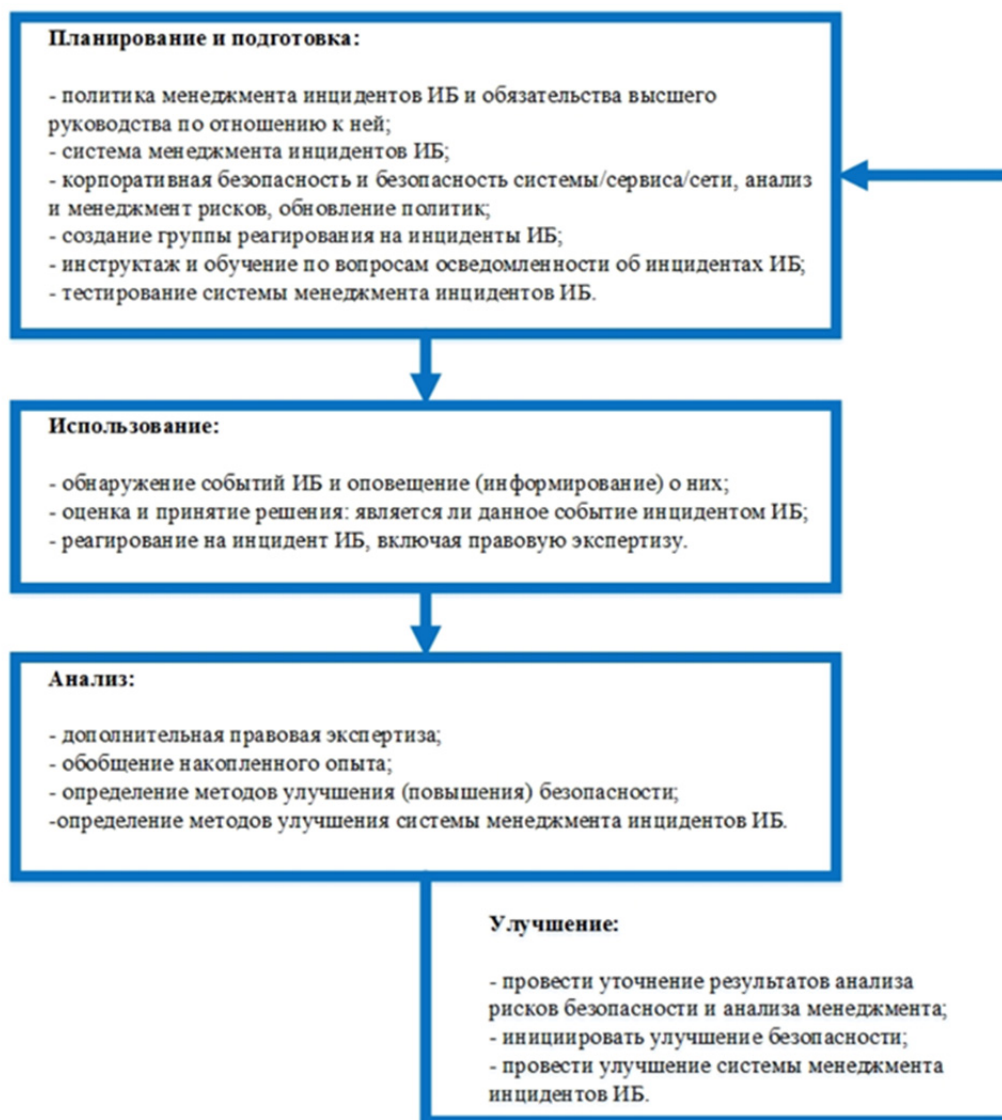 Планирование и подготовка:
- политика менеджмента инцидентов ИБ и обязательства высшего
руководства по отношению к ней;
- система менеджмента инцидентов ИБ;
- корпоративная безопасность и безопасность системы/сервиса/сети, анализ
и менеджмент рисков, обновление политик;
- создание группы реагирования на инциденты ИБ;
- инструктаж и обучение по вопросам осведомленности об инцидентах ИБ;
- тестирование системы менеджмента инцидентов ИБ.
Использование:
- обнаружение событий ИБ и оповещение (информирование) о них;
- оценка и принятие решения: является ли данное событие инцидентом ИБ;
- реагирование на инцидент ИБ, включая правовую экспертизу.
Анализ:
- дополнительная правовая экспертиза;
- обобщение накопленного опыта;
- определение методов улучшения (повышения) безопасности;
-определение методов улучшения системы менеджмента инцидентов ИБ.
Улучшение:
- провести уточнение результатов анализа
рисков безопасности и анализа менеджмента;
- инициировать улучшение безопасности;
- провести улучшение системы менеджмента
инцидентов ИБ.